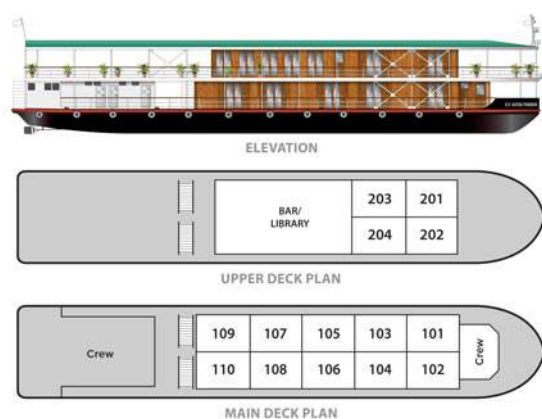 ELEVATION
BAR/
LIBRARY
203 201
204 202
UPPER DECK PLAN
Crew
109 107 105 103 101
110 108 106 104 102
Crew
MAIN DECK PLAN